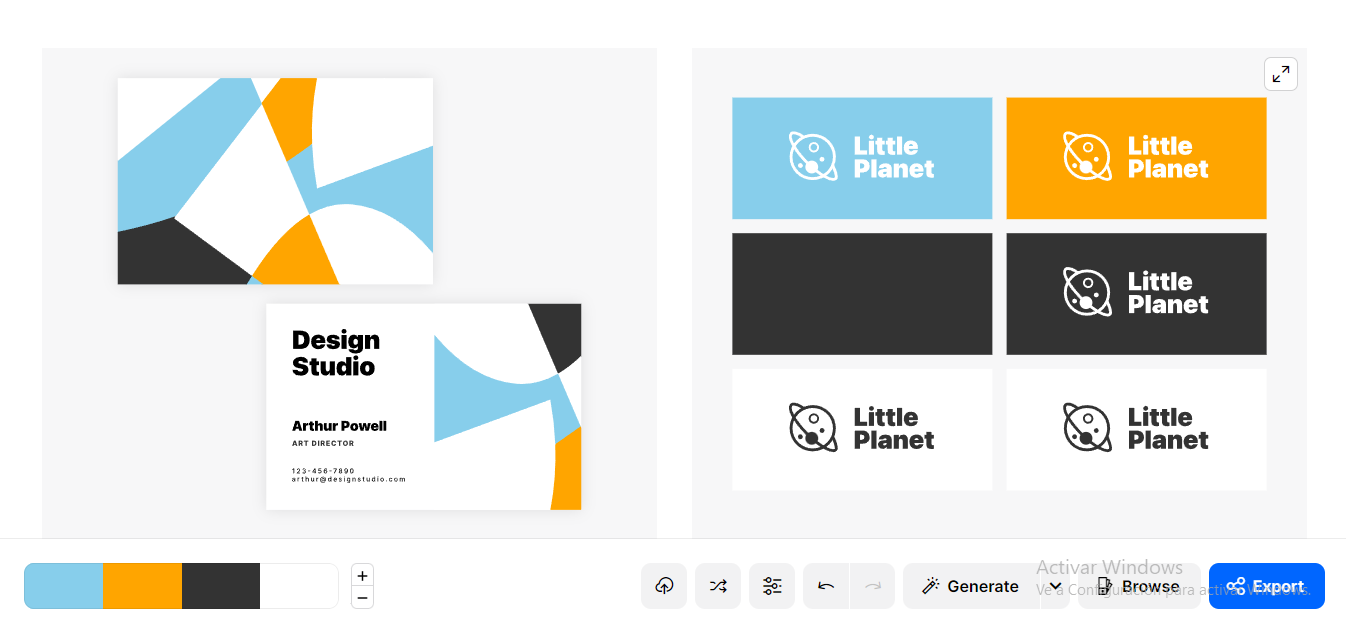 Design
Studio
Arthur Powell
ART DIRECTOR
123-456-7890
arthur@designstudio.com
Little
Planet
Little
Planet
Little
Planet
Little
Planet
Little
Planet
Generate
Browse
Export
Activar Windows
Ve a Configuración para activar Windows.